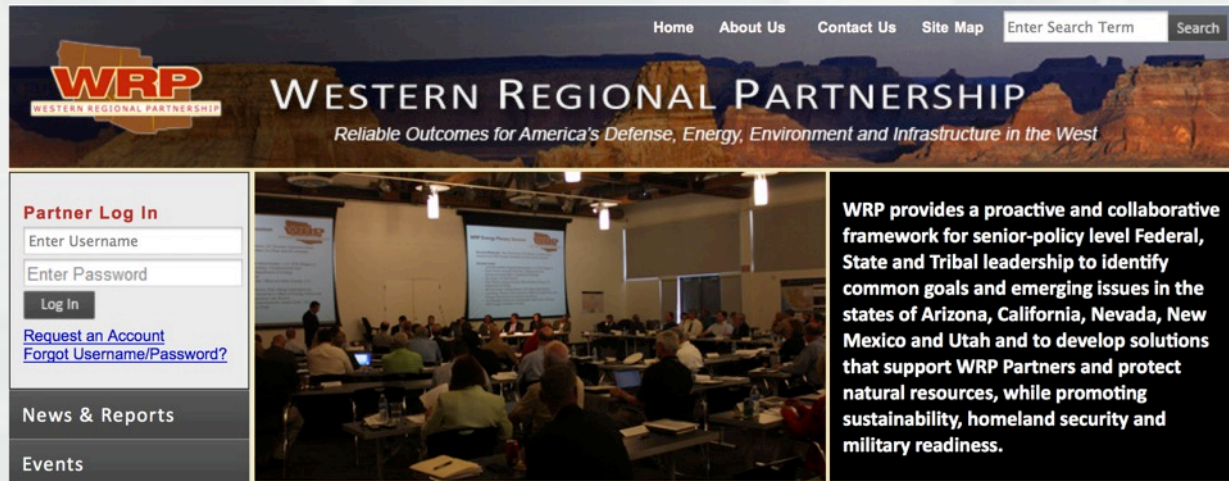 Home About Us Contact Us Site Map Enter Search Term Search
WRP
WESTERN REGIONAL PARTNERSHIP
WESTERN REGIONAL PARTNERSHIP
Reliable Outcomes for America's Defense, Energy, Environment and Infrastructure in the West
Partner Log In
Enter Username
Enter Password
Log In
Request an Account
Forgot Username/Password?
News & Reports
Events
WRP provides a proactive and collaborative
framework for senior-policy level Federal,
State and Tribal leadership to identify
common goals and emerging issues in the
states of Arizona, California, Nevada, New
Mexico and Utah and to develop solutions
that support WRP Partners and protect
natural resources, while promoting
sustainability, homeland security and
military readiness.